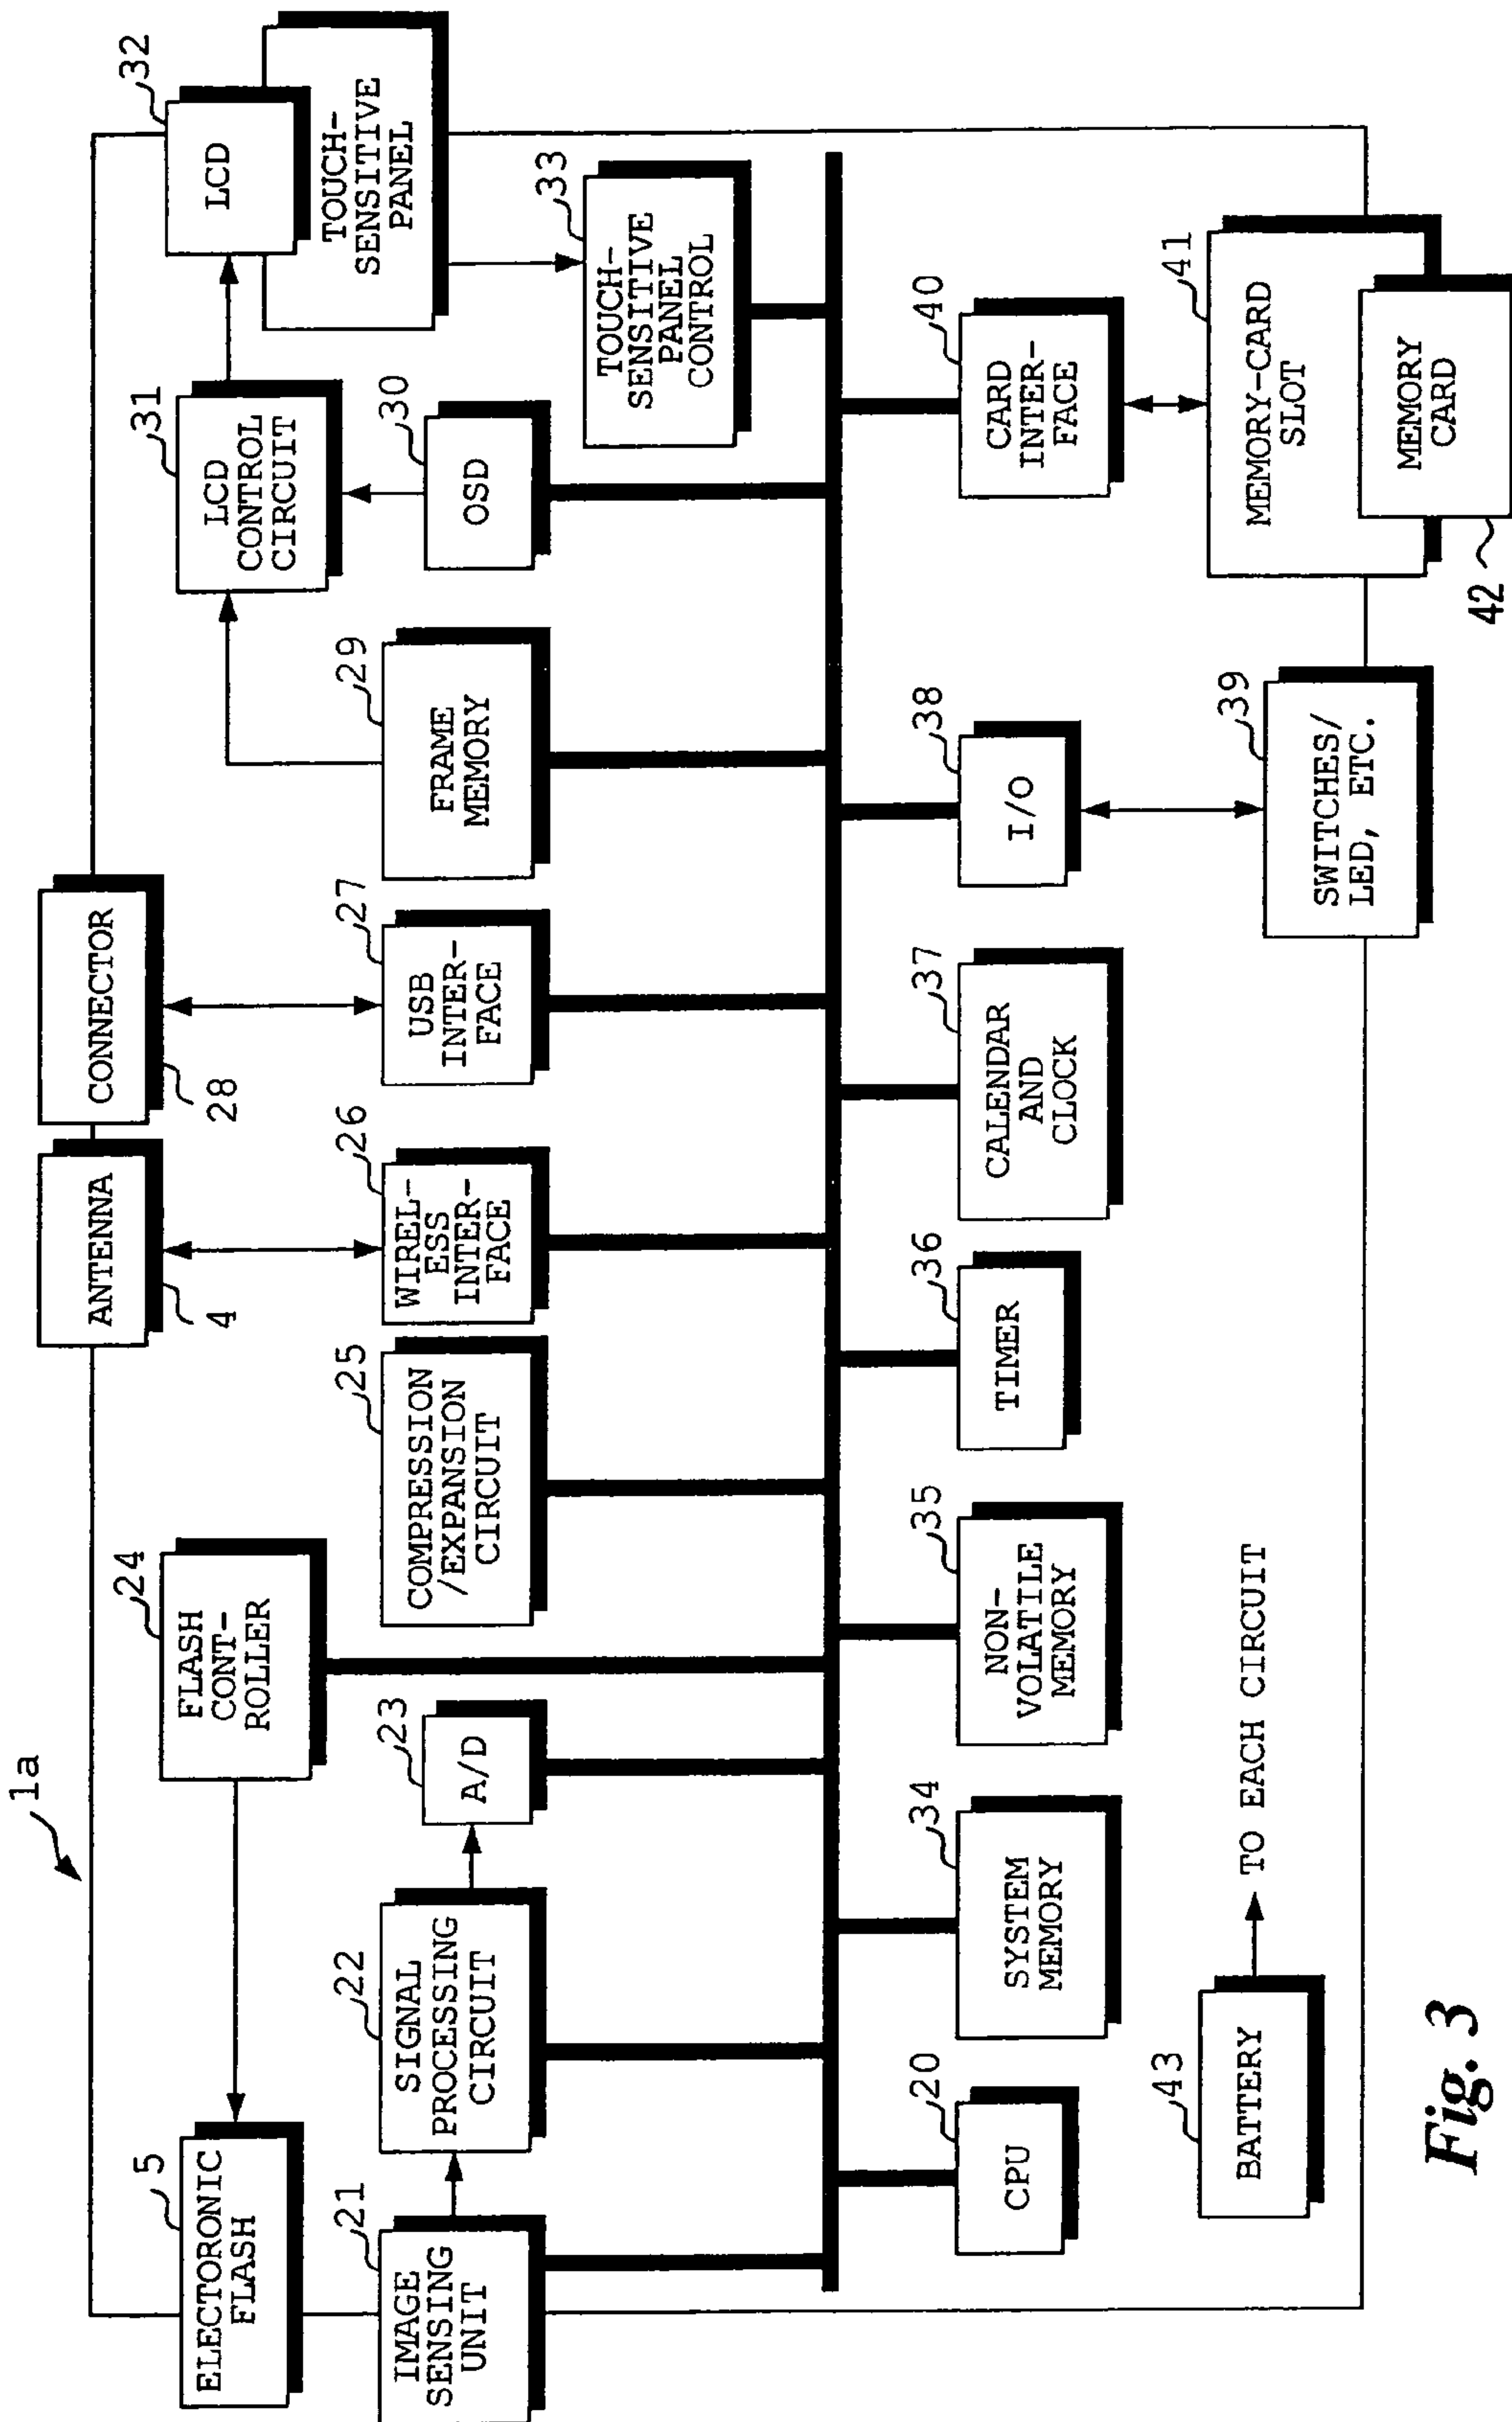 1a
5
ELECTORONIC
FLASH
24
FLASH
CONT-
ROLLER
ANTENNA
4
CONNECTOR
28
31
LCD
CONTROL
CIRCUIT
32
LCD
TOUCH-
SENSITIVE
PANEL
21
IMAGE
SENSING
UNIT
22
SIGNAL
PROCESSING
CIRCUIT
23
A/D
25
COMPRESSION
/EXPANSION
CIRCUIT
26
WIREL-
ESS
INTER-
FACE
27
USB
INTER-
FACE
29
FRAME
MEMORY
30
OSD
33
TOUCH-
SENSITIVE
PANEL
CONTROL
20
CPU
34
SYSTEM
MEMORY
35
NON-
VOLATILE
MEMORY
36
TIMER
37
CALENDAR
AND
CLOCK
38
I/O
40
CARD
INTER-
FACE
43
BATTERY
TO EACH CIRCUIT
39
SWITCHES/
LED, ETC.
41
MEMORY-CARD
SLOT
MEMORY
CARD
42
Fig. 3